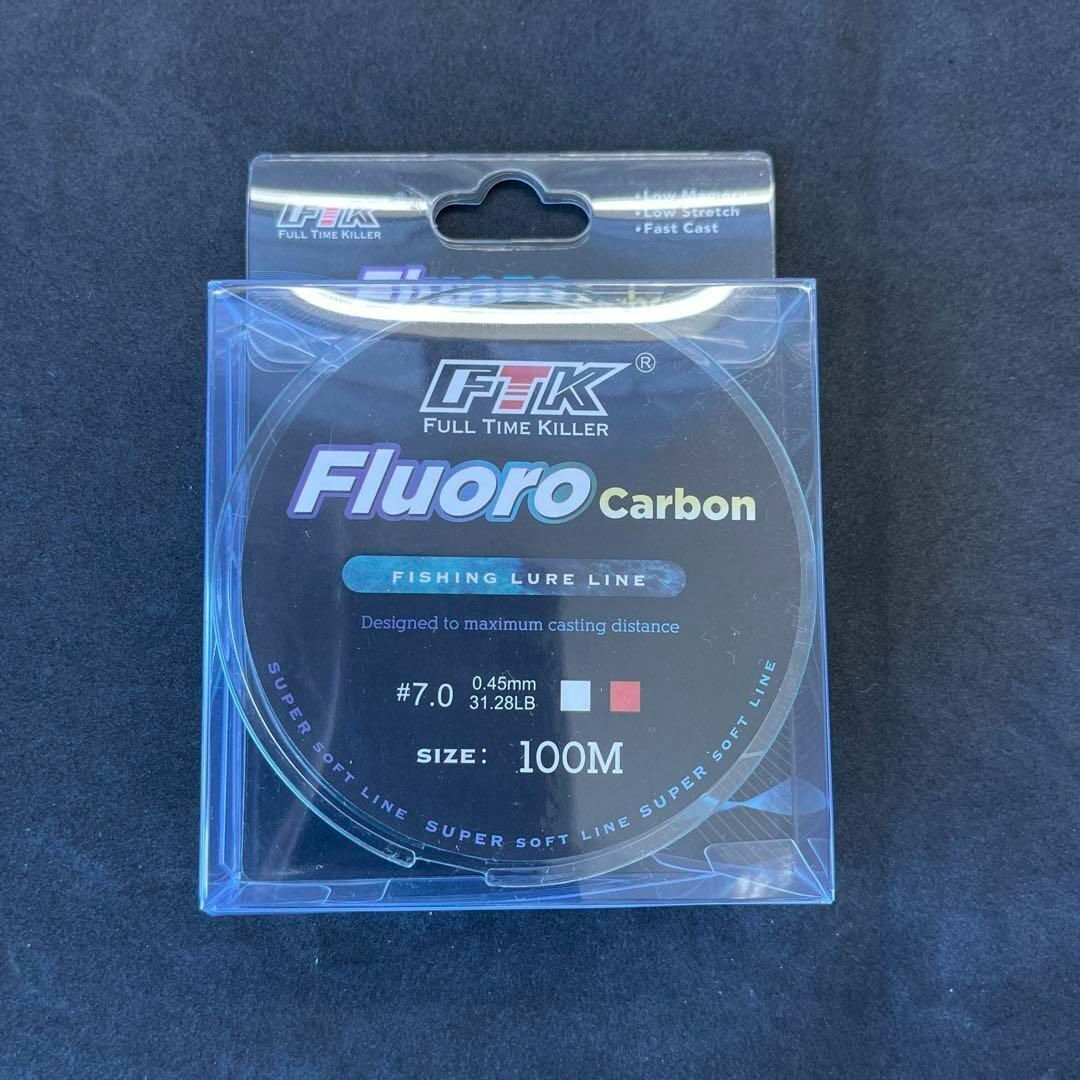 FTK®
FULL TIME KILLER
•Low Memory
•Low Stretch
•Fast Cast
Fluoro
FTK®
FULL TIME KILLER
Fluoro Carbon
FISHING LURE LINE
Designed to maximum casting distance
#7.0 0.45mm
31.28LB
SIZE: 100M
SUPER SOFT LINE SUPER SOFT LINE SUPER SOFT LINE